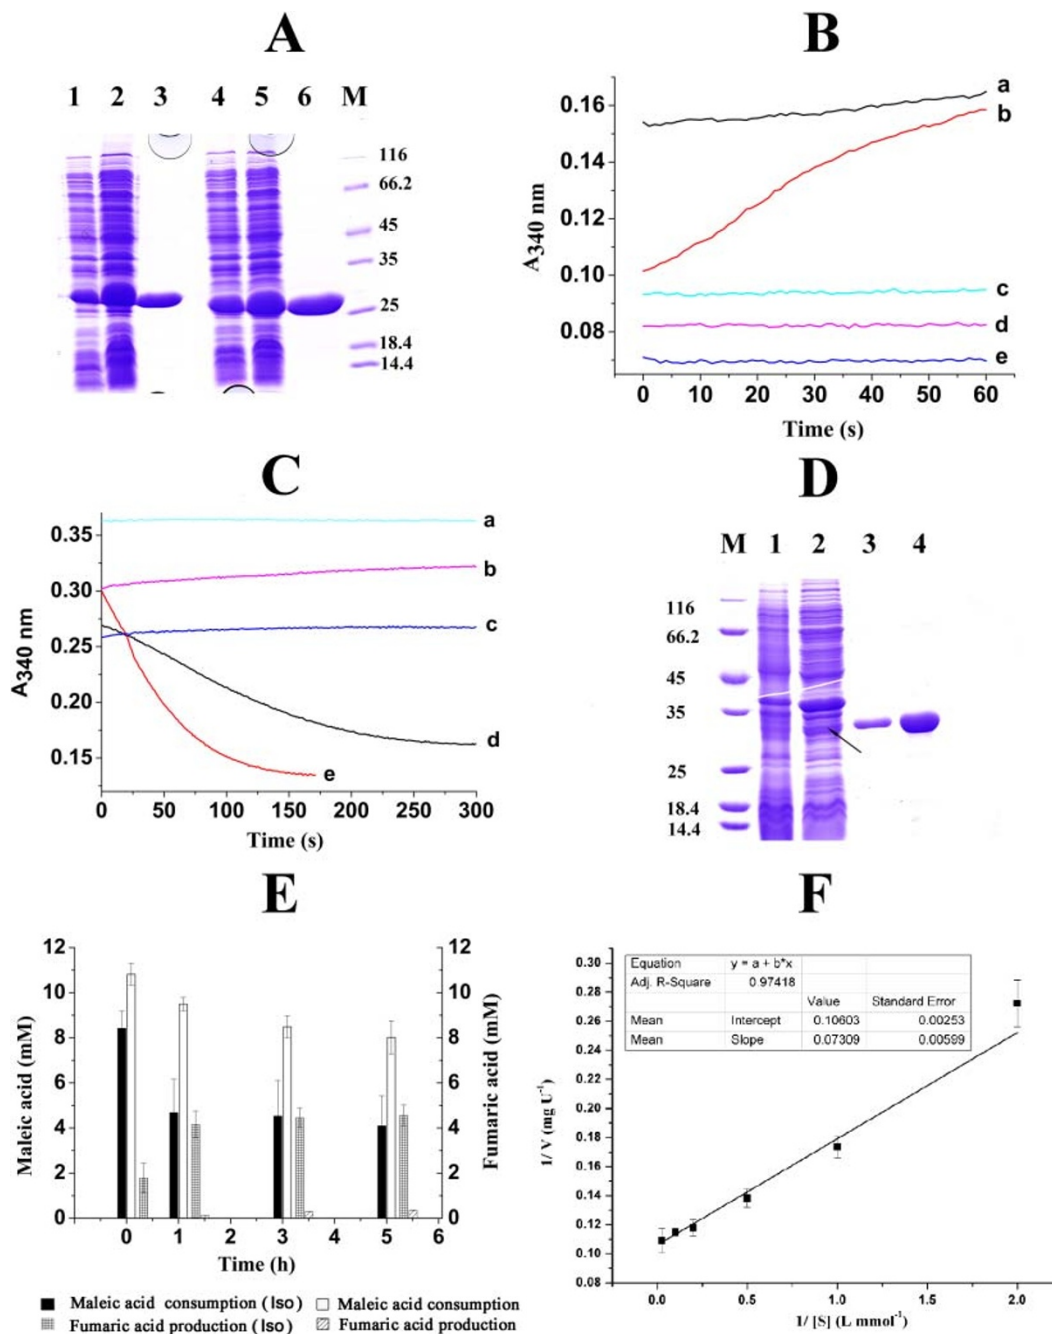 A
B
1 2 3 4 5 6 M
116
66.2
45
35
25
18.4
14.4
A340 nm
0.16
0.14
0.12
0.10
0.08
a
b
c
d
e
0 10 20 30 40 50 60
Time (s)
C
D
A340 nm
0.35
0.30
0.25
0.20
0.15
a
b
c
d
e
0 50 100 150 200 250 300
Time (s)
M 1 2 3 4
116
66.2
45
35
25
18.4
14.4
E
F
Maleic acid (mM)
12
10
8
6
4
2
0
12
10
8
6
4
2
0
Fumaric acid (mM)
0 1 2 3 4 5 6
Time (h)
Maleic acid consumption (Iso)
Maleic acid consumption
Fumaric acid production (Iso)
Fumaric acid production
1/ V (mg U⁻¹)
0.30
0.28
0.26
0.24
0.22
0.20
0.18
0.16
0.14
0.12
0.10
0.08
Equation y = a + b*x
Adj. R-Square 0.97418
Value Standard Error
Mean Intercept 0.10603 0.00253
Mean Slope 0.07309 0.00599
0.0 0.5 1.0 1.5 2.0
1/ [S] (L mmol⁻¹)